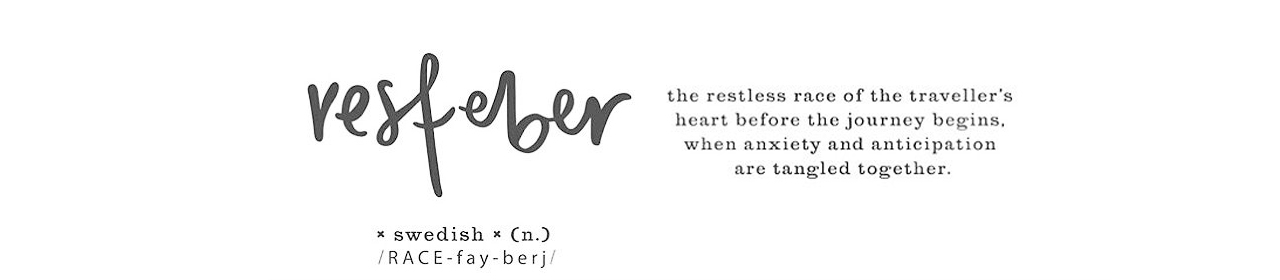 resfeber
× swedish × (n.)
/RACE-fay-berj/
the restless race of the traveller's
heart before the journey begins,
when anxiety and anticipation
are tangled together.